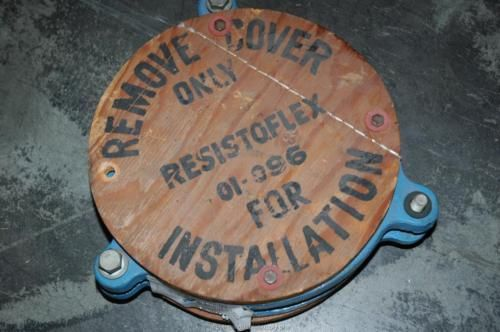 REMOVE COVER
ONLY
RESISTOFLEX
01-996
FOR
INSTALLATION